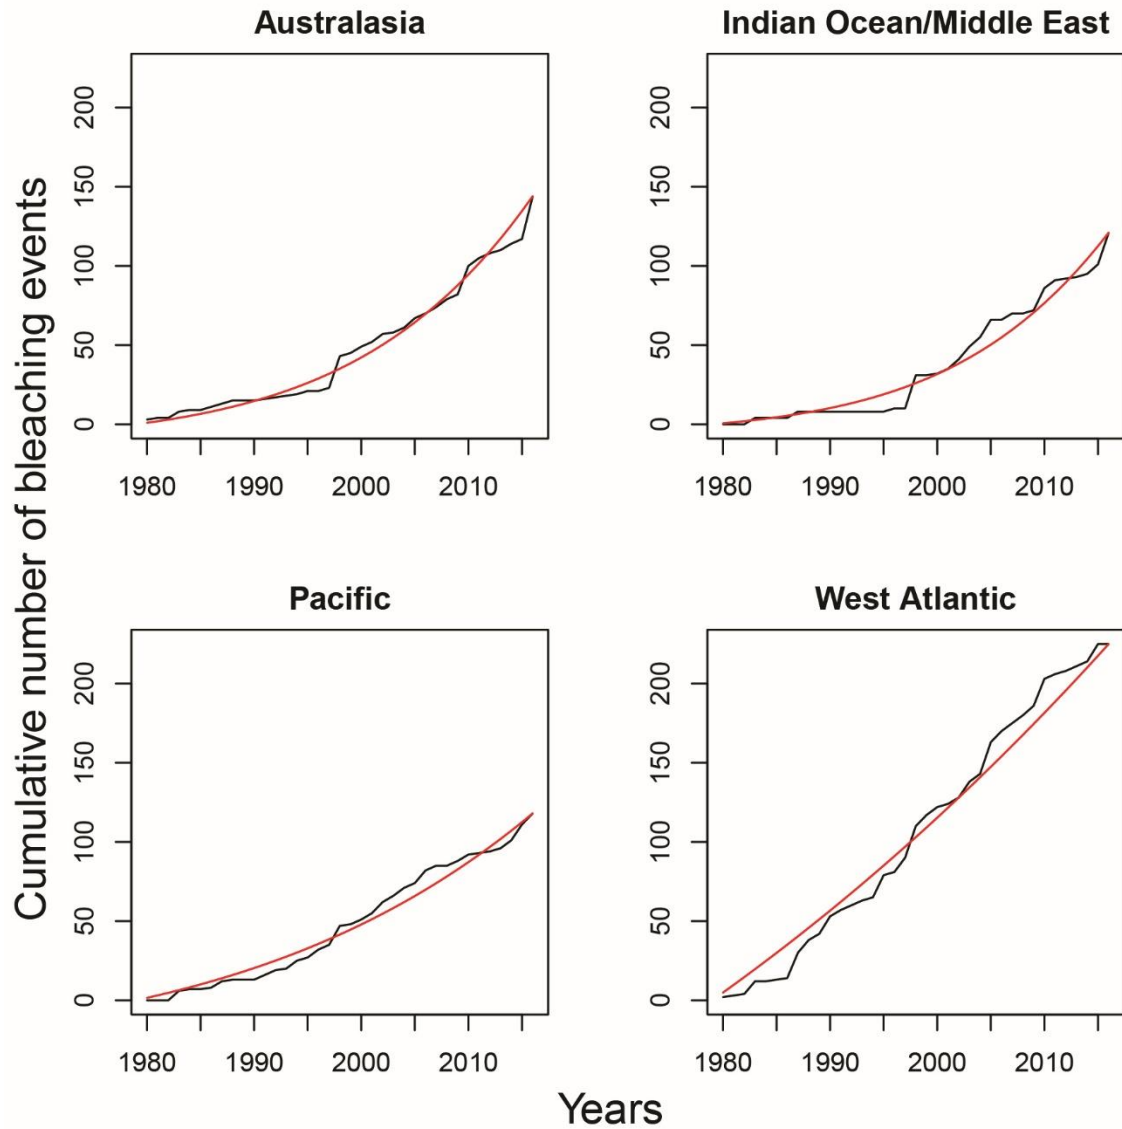 Australasia
Indian Ocean/Middle East
200
150
100
50
0
1980 1990 2000 2010
200
150
100
50
0
1980 1990 2000 2010
Cumulative number of bleaching events
Pacific
West Atlantic
200
150
100
50
0
1980 1990 2000 2010
200
150
100
50
0
1980 1990 2000 2010
Years